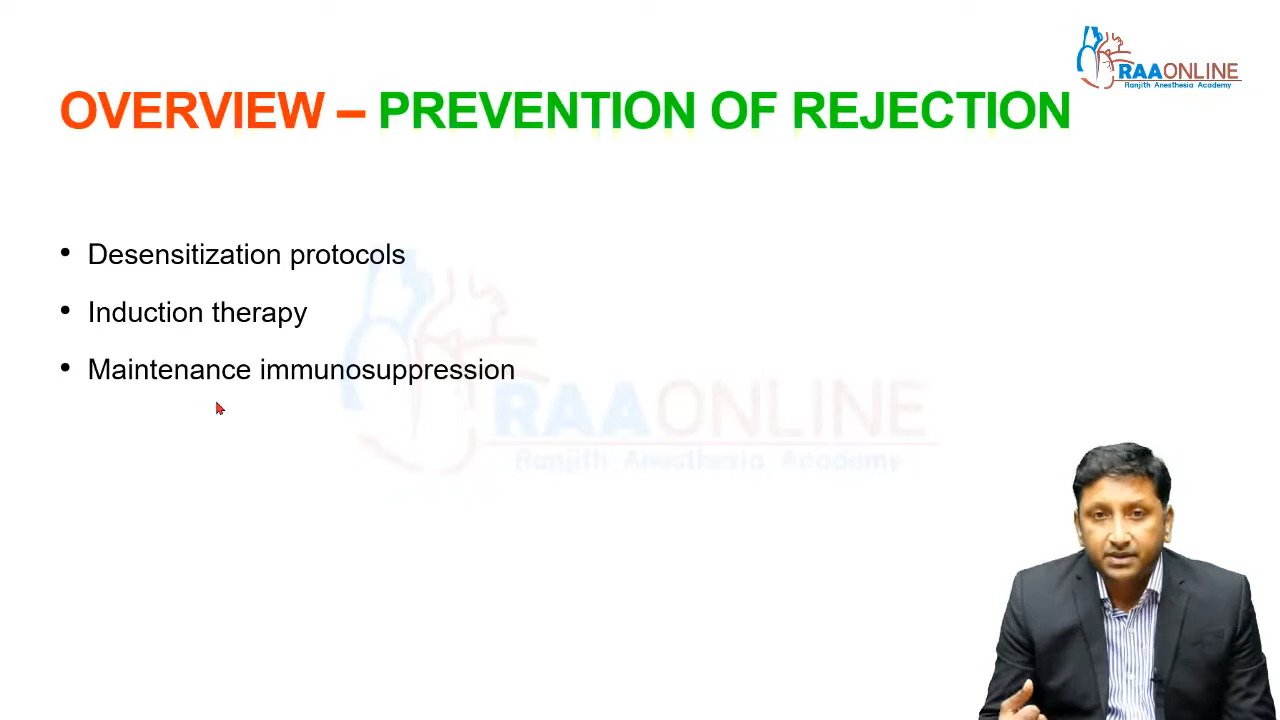 RAAONLINE
Ranjith Anesthesia Academy
OVERVIEW – PREVENTION OF REJECTION
• Desensitization protocols
• Induction therapy
• Maintenance immunosuppression
RAAONLINE
Ranjith Anesthesia Academy